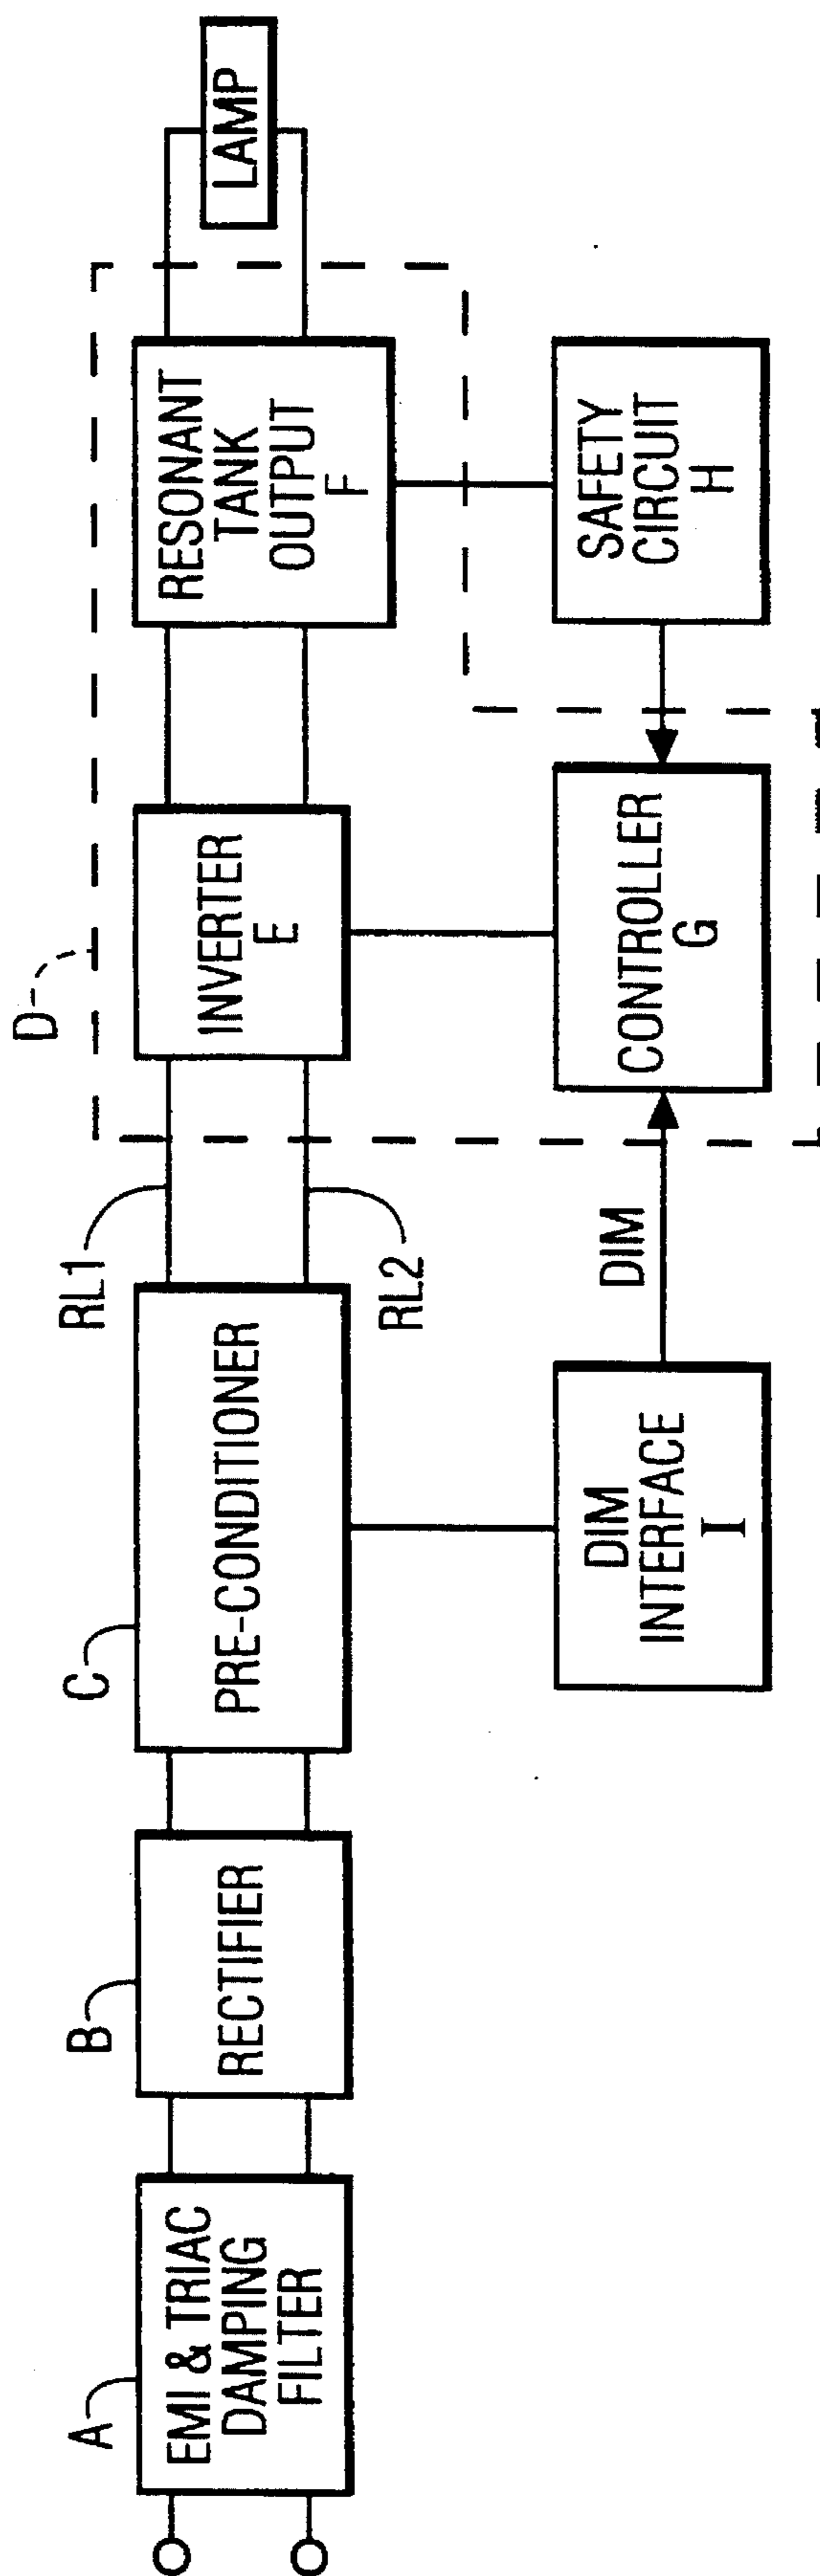 A
EMI & TRIAC
DAMPING
FILTER
B
RECTIFIER
C
PRE-CONDITIONER
RL1
RL2
D
INVERTER
E
RESONANT
TANK
OUTPUT
F
LAMP
DIM
INTERFACE
I
DIM
CONTROLLER
G
SAFETY
CIRCUIT
H